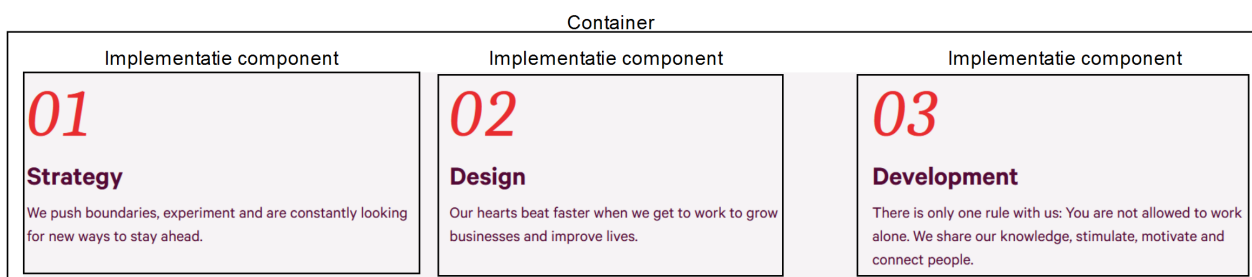 Container
Implementatie component
Implementatie component
Implementatie component
01
Strategy
We push boundaries, experiment and are constantly looking
for new ways to stay ahead.
02
Design
Our hearts beat faster when we get to work to grow
businesses and improve lives.
03
Development
There is only one rule with us: You are not allowed to work
alone. We share our knowledge, stimulate, motivate and
connect people.